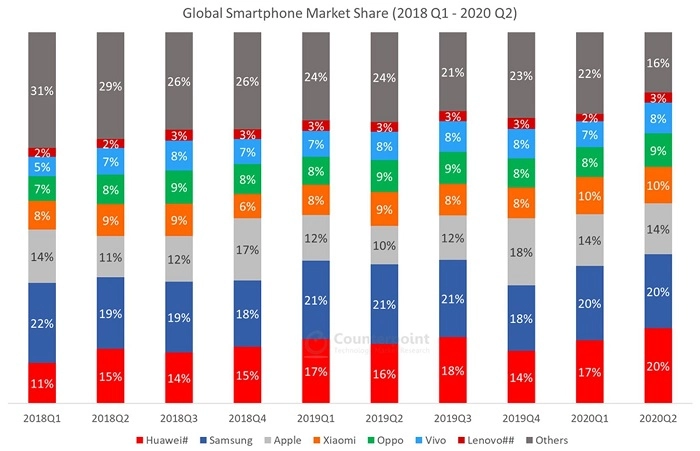 Global Smartphone Market Share (2018 Q1 - 2020 Q2)
31% 29% 26% 26% 24% 24% 21% 23% 22% 16%
2% 2% 3% 3% 3% 3% 3% 3% 2% 3%
5% 7% 8% 7% 7% 8% 8% 8% 7% 8%
7% 8% 9% 8% 8% 9% 9% 8% 8% 9%
8% 9% 9% 6% 8% 9% 8% 8% 10% 10%
14% 11% 12% 17% 12% 10% 12% 18% 14% 14%
22% 19% 19% 18% 21% 21% 21% 18% 20% 20%
Counterpoint
11% 15% 14% 15% 17% 16% 18% 14% 17% 20%
2018Q1 2018Q2 2018Q3 2018Q4 2019Q1 2019Q2 2019Q3 2019Q4 2020Q1 2020Q2
Huawei# Samsung Apple Xiaomi Oppo Vivo Lenovo## Others